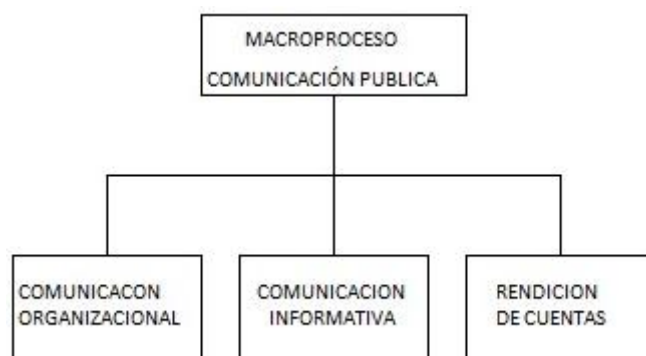 MACROPROCESO
COMUNICACIÓN PUBLICA
COMUNICACON
ORGANIZACIONAL
COMUNICACION
INFORMATIVA
RENDICION
DE CUENTAS